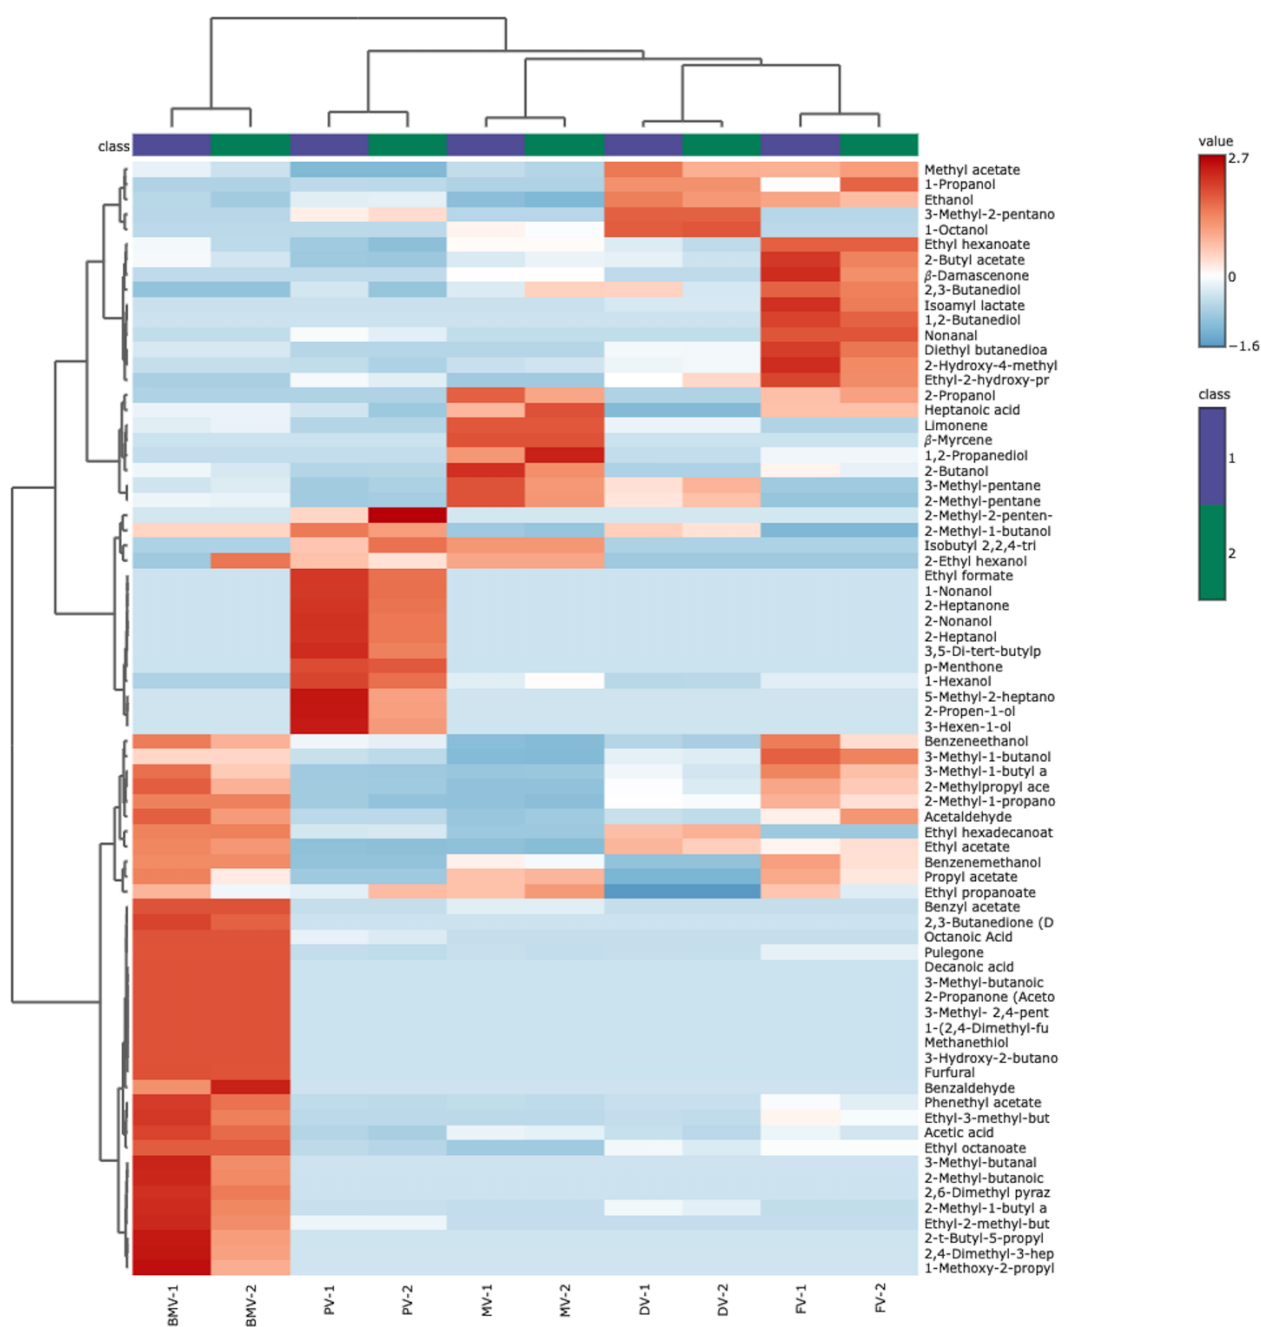 class
Methyl acetate
1-Propanol
Ethanol
3-Methyl-2-pentano
1-Octanol
Ethyl hexanoate
2-Butyl acetate
β-Damascenone
2,3-Butanediol
Isoamyl lactate
1,2-Butanediol
Nonanal
Diethyl butanedioa
2-Hydroxy-4-methyl
Ethyl-2-hydroxy-pr
2-Propanol
Heptanoic acid
Limonene
β-Myrcene
1,2-Propanediol
2-Butanol
3-Methyl-pentane
2-Methyl-pentane
2-Methyl-2-penten-
2-Methyl-1-butanol
Isobutyl 2,2,4-tri
2-Ethyl hexanol
Ethyl formate
1-Nonanol
2-Heptanone
2-Nonanol
2-Heptanol
3,5-Di-tert-butylp
p-Menthone
1-Hexanol
5-Methyl-2-heptano
2-Propen-1-ol
3-Hexen-1-ol
Benzeneethanol
3-Methyl-1-butanol
3-Methyl-1-butyl a
2-Methylpropyl ace
2-Methyl-1-propano
Acetaldehyde
Ethyl hexadecanoat
Ethyl acetate
Benzenemethanol
Propyl acetate
Ethyl propanoate
Benzyl acetate
2,3-Butanedione (D
Octanoic Acid
Pulegone
Decanoic acid
3-Methyl-butanoic
2-Propanone (Aceto
3-Methyl- 2,4-pent
1-(2,4-Dimethyl-fu
Methanethiol
3-Hydroxy-2-butano
Furfural
Benzaldehyde
Phenethyl acetate
Ethyl-3-methyl-but
Acetic acid
Ethyl octanoate
3-Methyl-butanal
2-Methyl-butanoic
2,6-Dimethyl pyraz
2-Methyl-1-butyl a
Ethyl-2-methyl-but
2-t-Butyl-5-propyl
2,4-Dimethyl-3-hep
1-Methoxy-2-propyl
BMV-1
BMV-2
PV-1
PV-2
MV-1
MV-2
DV-1
DV-2
FV-1
FV-2
value
2.7
0
−1.6
class
1
2